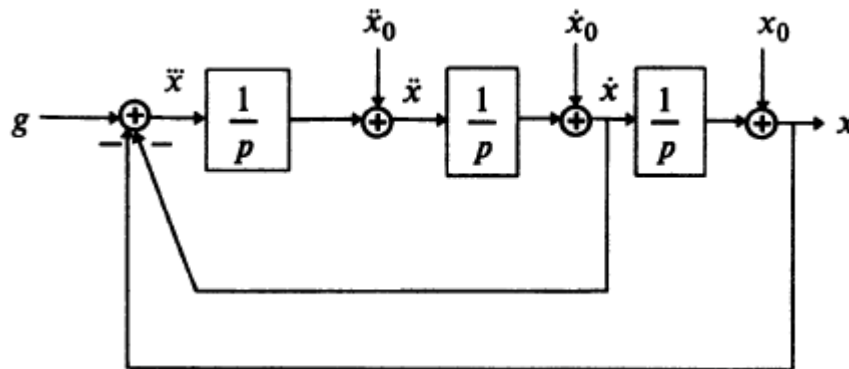 ẍ₀ ẋ₀ x₀
g + x⃛ 1/p + ẍ 1/p + ẋ 1/p + x
− −